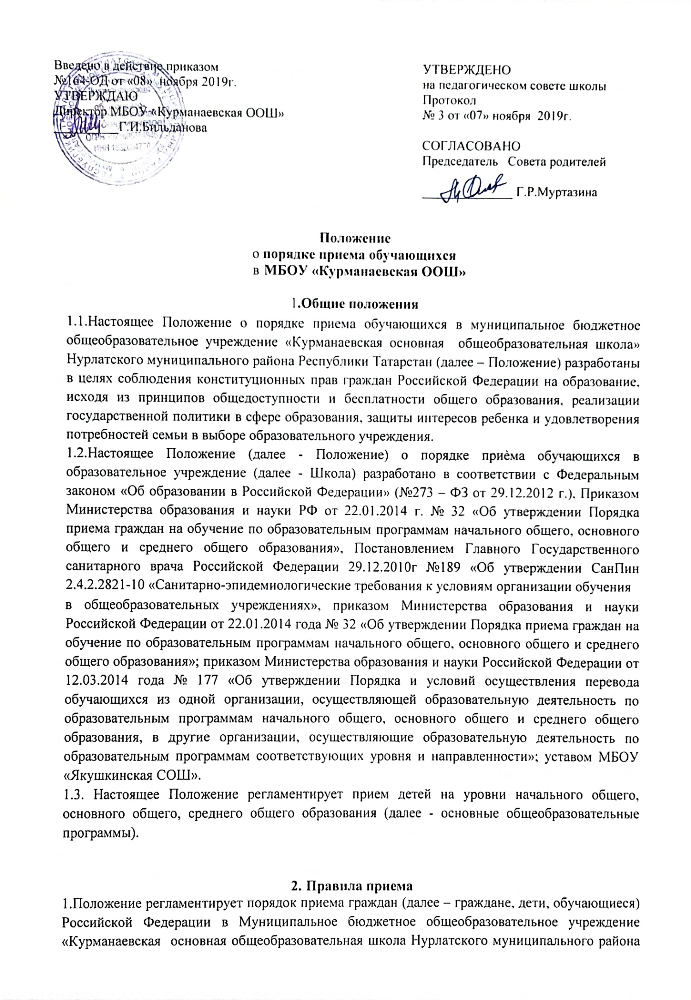 Введено в действие приказом
№164-ОД от «08» ноября 2019г.
УТВЕРЖДАЮ
Директор МБОУ «Курманаевская ООШ»
__________Г.И.Бильданова
УТВЕРЖДЕНО
на педагогическом совете школы
Протокол
№ 3 от «07» ноября 2019г.
СОГЛАСОВАНО
Председатель Совета родителей
______________ Г.Р.Муртазина
Положение
о порядке приема обучающихся
в МБОУ «Курманаевская ООШ»
1.Общие положения
1.1.Настоящее Положение о порядке приема обучающихся в муниципальное бюджетное
общеобразовательное учреждение «Курманаевская основная общеобразовательная школа»
Нурлатского муниципального района Республики Татарстан (далее – Положение) разработаны
в целях соблюдения конституционных прав граждан Российской Федерации на образование,
исходя из принципов общедоступности и бесплатности общего образования, реализации
государственной политики в сфере образования, защиты интересов ребенка и удовлетворения
потребностей семьи в выборе образовательного учреждения.
1.2.Настоящее Положение (далее - Положение) о порядке приѐма обучающихся в
образовательное учреждение (далее - Школа) разработано в соответствии с Федеральным
законом «Об образовании в Российской Федерации» (№273 – ФЗ от 29.12.2012 г.), Приказом
Министерства образования и науки РФ от 22.01.2014 г. № 32 «Об утверждении Порядка
приема граждан на обучение по образовательным программам начального общего, основного
общего и среднего общего образования», Постановлением Главного Государственного
санитарного врача Российской Федерации 29.12.2010г №189 «Об утверждении СанПин
2.4.2.2821-10 «Санитарно-эпидемиологические требования к условиям организации обучения
в общеобразовательных учреждениях», приказом Министерства образования и науки
Российской Федерации от 22.01.2014 года № 32 «Об утверждении Порядка приема граждан на
обучение по образовательным программам начального общего, основного общего и среднего
общего образования»; приказом Министерства образования и науки Российской Федерации от
12.03.2014 года № 177 «Об утверждении Порядка и условий осуществления перевода
обучающихся из одной организации, осуществляющей образовательную деятельность по
образовательным программам начального общего, основного общего и среднего общего
образования, в другие организации, осуществляющие образовательную деятельность по
образовательным программам соответствующих уровня и направленности»; уставом МБОУ
«Якушкинская СОШ».
1.3. Настоящее Положение регламентирует прием детей на уровни начального общего,
основного общего, среднего общего образования (далее - основные общеобразовательные
программы).
2. Правила приема
1.Положение регламентирует порядок приема граждан (далее – граждане, дети, обучающиеся)
Российской Федерации в Муниципальное бюджетное общеобразовательное учреждение
«Курманаевская основная общеобразовательная школа Нурлатского муниципального района